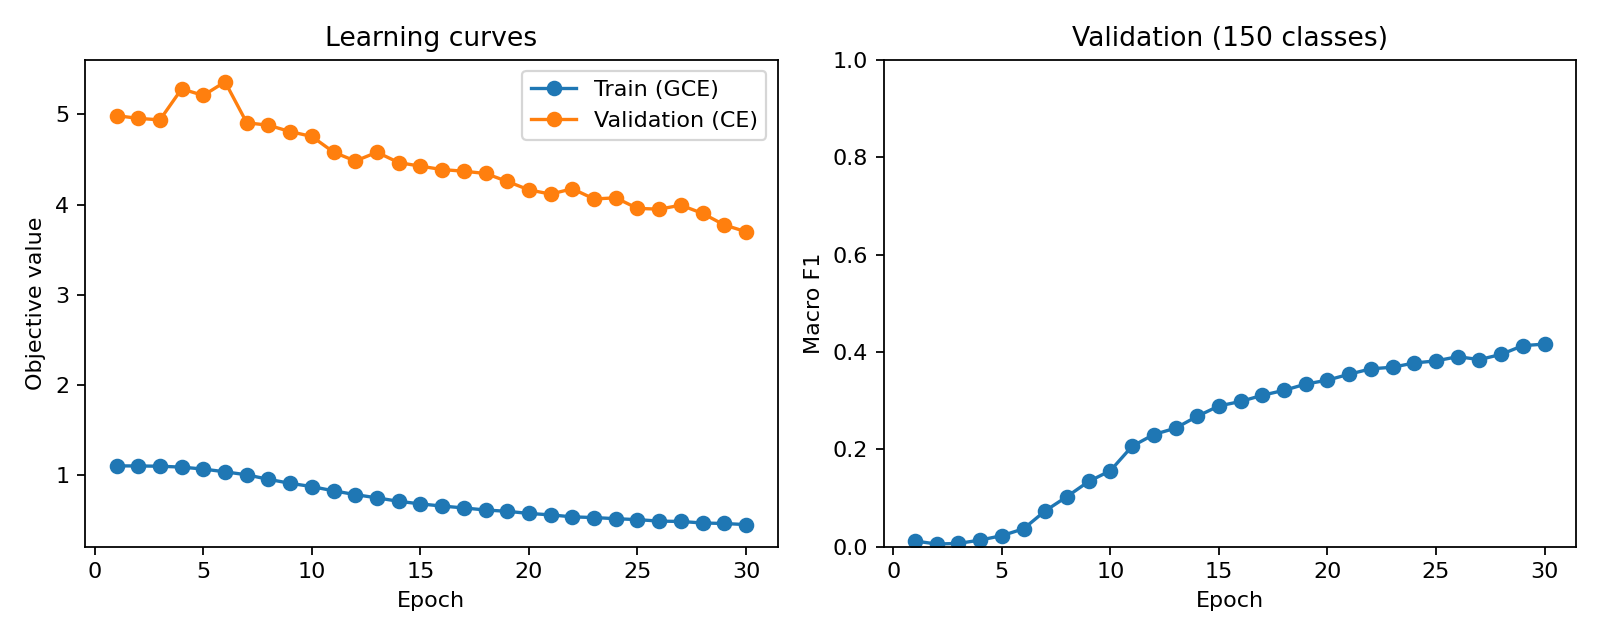 Learning curves
Train (GCE)
Validation (CE)
Objective value
5
4
3
2
1
0 5 10 15 20 25 30
Epoch
Validation (150 classes)
Macro F1
1.0
0.8
0.6
0.4
0.2
0.0
0 5 10 15 20 25 30
Epoch